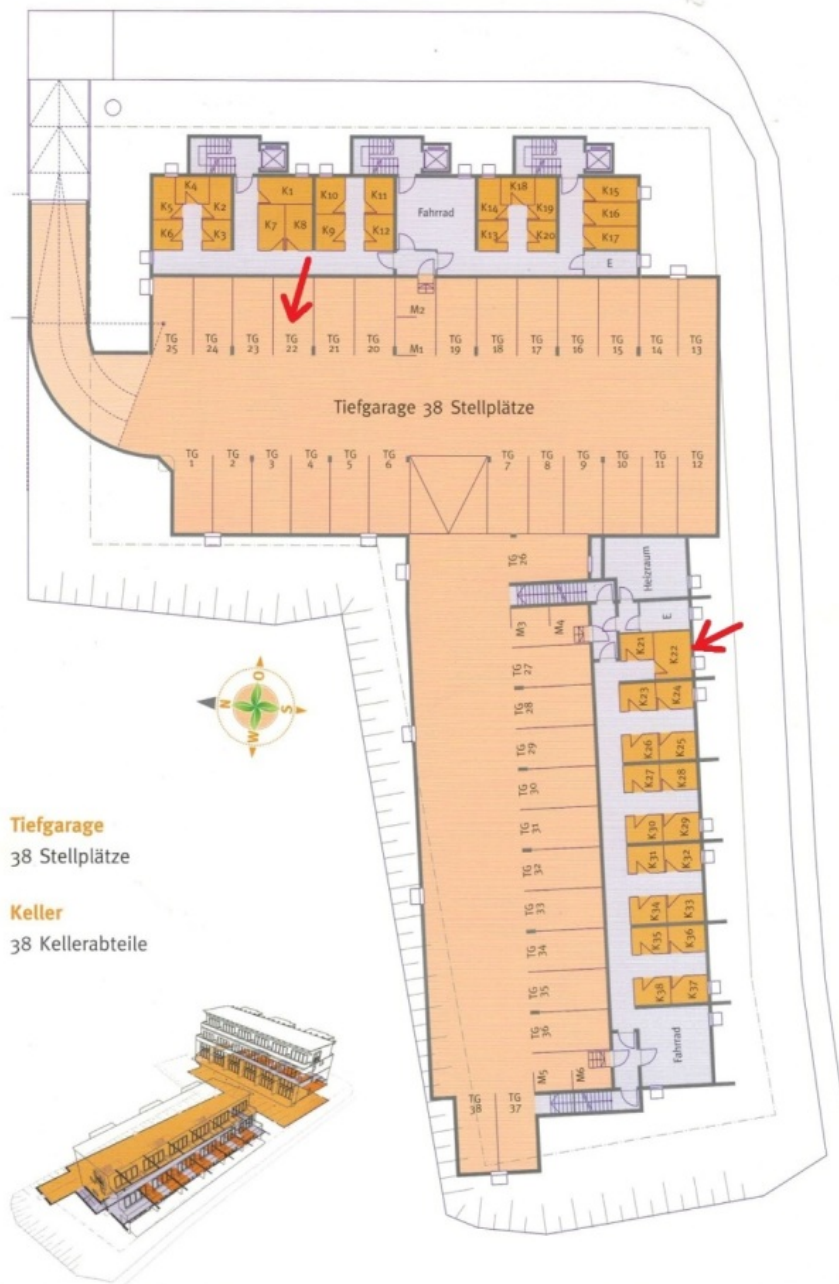 K4
K5
K2
K6
K3
K1
K7
K8
K10
K11
K9
K12
Fahrrad
K18
K14
K19
K13
K20
K15
K16
K17
E
TG
25
TG
24
TG
23
TG
22
TG
21
TG
20
M2
M1
TG
19
TG
18
TG
17
TG
16
TG
15
TG
14
TG
13
Tiefgarage 38 Stellplätze
TG
1
TG
2
TG
3
TG
4
TG
5
TG
6
TG
7
TG
8
TG
9
TG
10
TG
11
TG
12
TG
26
Heizraum
E
M3
M4
K21
K22
TG
27
K23
K24
TG
28
TG
29
K26
K25
TG
30
K27
K28
TG
31
K30
K29
TG
32
K31
K32
TG
33
K34
K33
TG
34
K35
K36
TG
35
K38
K37
TG
36
Fahrrad
M5
M6
TG
38
TG
37
N
O
S
W
Tiefgarage
38 Stellplätze
Keller
38 Kellerabteile